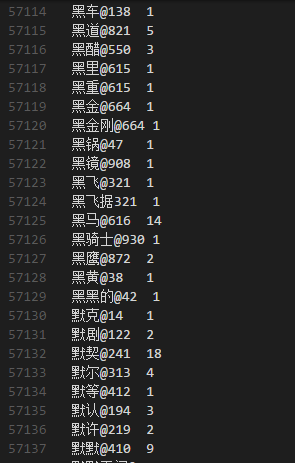 57114 黑车@138 1
57115 黑道@821 5
57116 黑醋@550 3
57117 黑里@615 1
57118 黑重@615 1
57119 黑金@664 1
57120 黑金刚@664 1
57121 黑锅@47 1
57122 黑镜@908 1
57123 黑飞@321 1
57124 黑飞据321 1
57125 黑马@616 14
57126 黑骑士@930 1
57127 黑鹰@872 2
57128 黑黄@38 1
57129 黑黑的@42 1
57130 默克@14 1
57131 默剧@122 2
57132 默契@241 18
57133 默尔@313 4
57134 默等@412 1
57135 默认@194 3
57136 默许@219 2
57137 默默@410 9